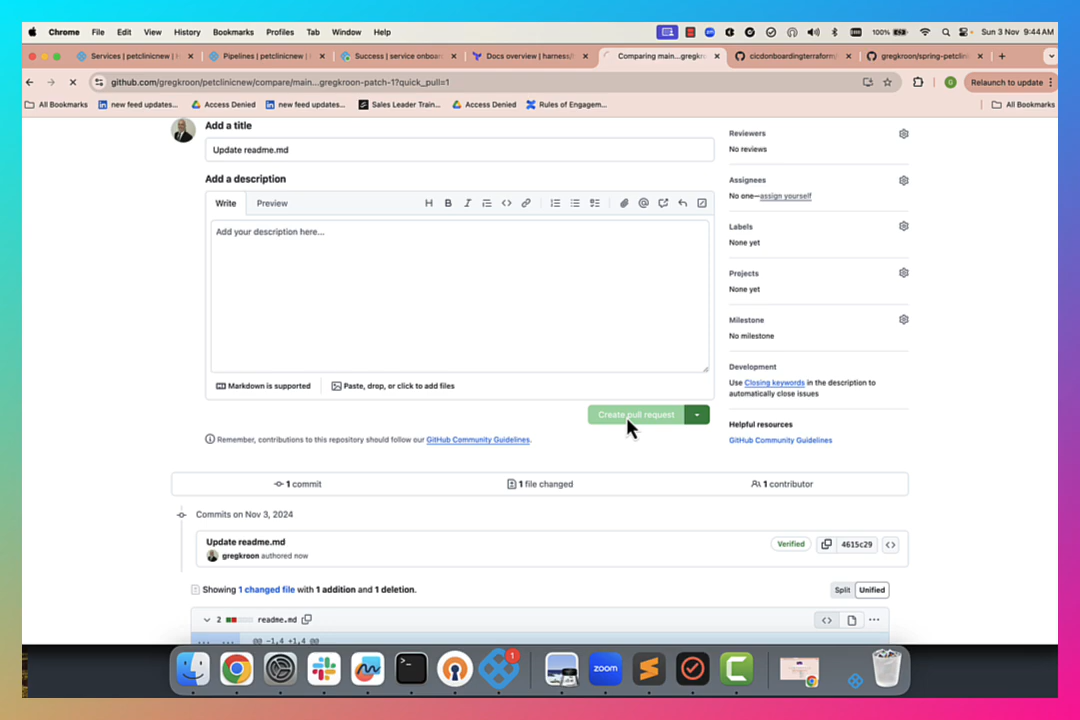 Chrome File Edit View History Bookmarks Profiles Tab Window Help 100% Sun 3 Nov 9:44 AM
Services | petclinicnew | H Pipelines | petclinicnew | Success | service onboar Docs overview | harness/h Comparing main...gregkro cicdonboardingterraform/ gregkroon/spring-petclini
github.com/gregkroon/petclinicnew/compare/main...gregkroon-patch-1?quick_pull=1 G Relaunch to update
All Bookmarks new feed updates... Access Denied new feed updates... Sales Leader Train... Access Denied Rules of Engagem... All Bookmarks
Add a title
Update readme.md
Add a description
Write Preview
Add your description here...
Markdown is supported Paste, drop, or click to add files
Create pull request
Remember, contributions to this repository should follow our GitHub Community Guidelines.
Reviewers
No reviews
Assignees
No one—assign yourself
Labels
None yet
Projects
None yet
Milestone
No milestone
Development
Use Closing keywords in the description to
automatically close issues
Helpful resources
GitHub Community Guidelines
1 commit 1 file changed 1 contributor
Commits on Nov 3, 2024
Update readme.md
gregkroon authored now
Verified 4615c29
Showing 1 changed file with 1 addition and 1 deletion.
Split Unified
2 readme.md
@@ -1,4 +1,4 @@
1
zoom